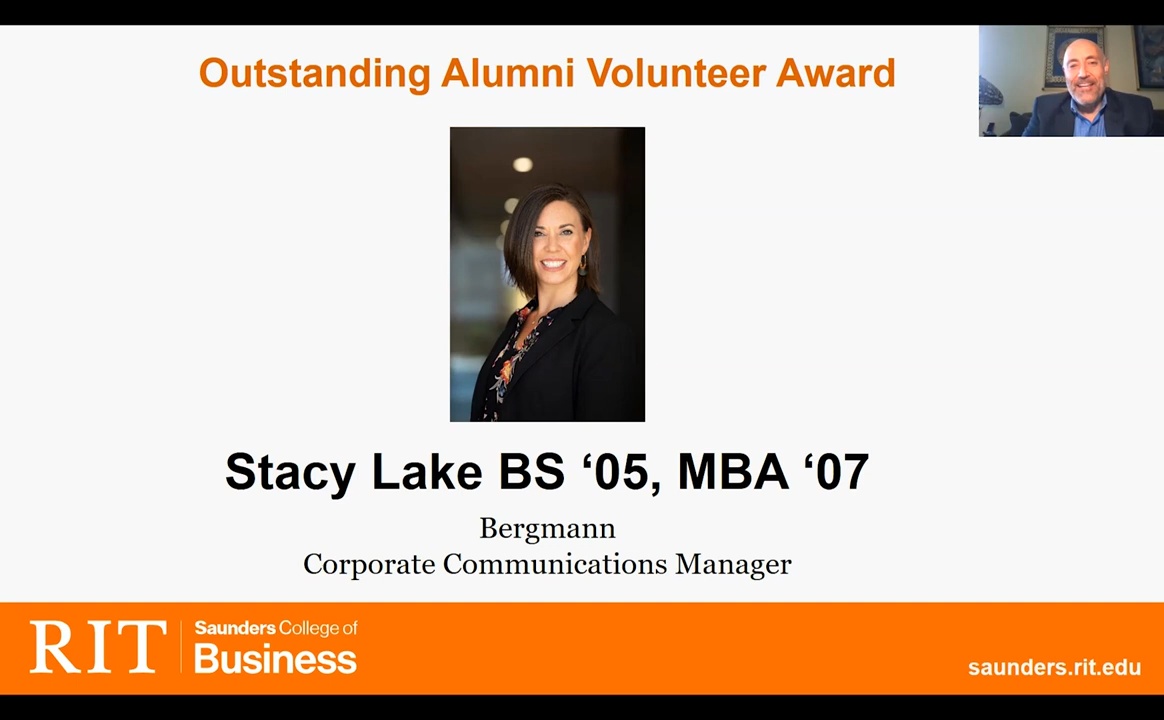 Outstanding Alumni Volunteer Award
Stacy Lake BS ‘05, MBA ‘07
Bergmann
Corporate Communications Manager
RIT
Saunders College of
Business
saunders.rit.edu